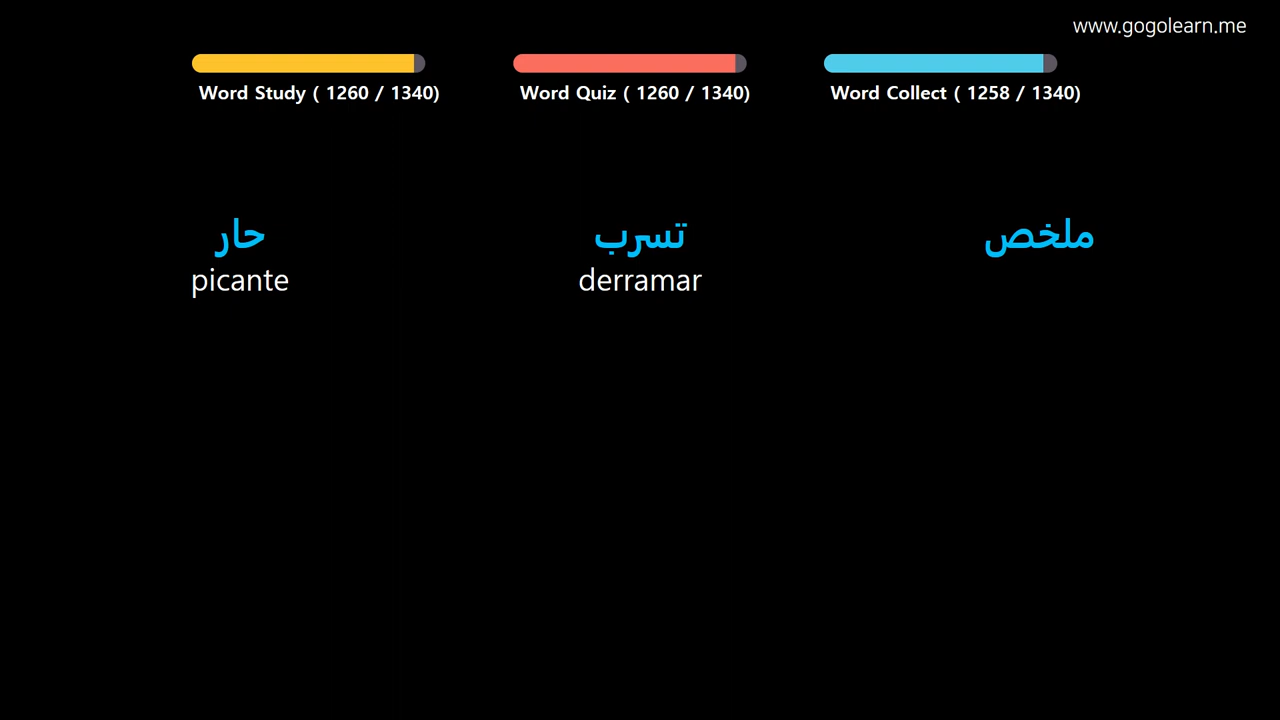 www.gogolearn.me
Word Study ( 1260 / 1340)
Word Quiz ( 1260 / 1340)
Word Collect ( 1258 / 1340)
حار
picante
تسرب
derramar
ملخص